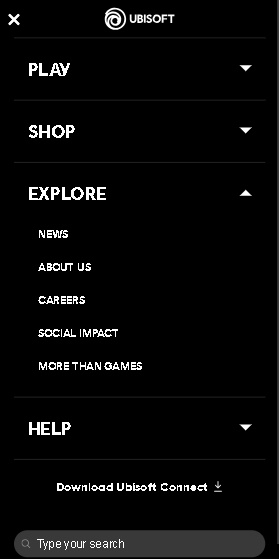 UBISOFT
PLAY
SHOP
EXPLORE
NEWS
ABOUT US
CAREERS
SOCIAL IMPACT
MORE THAN GAMES
HELP
Download Ubisoft Connect
Type your search